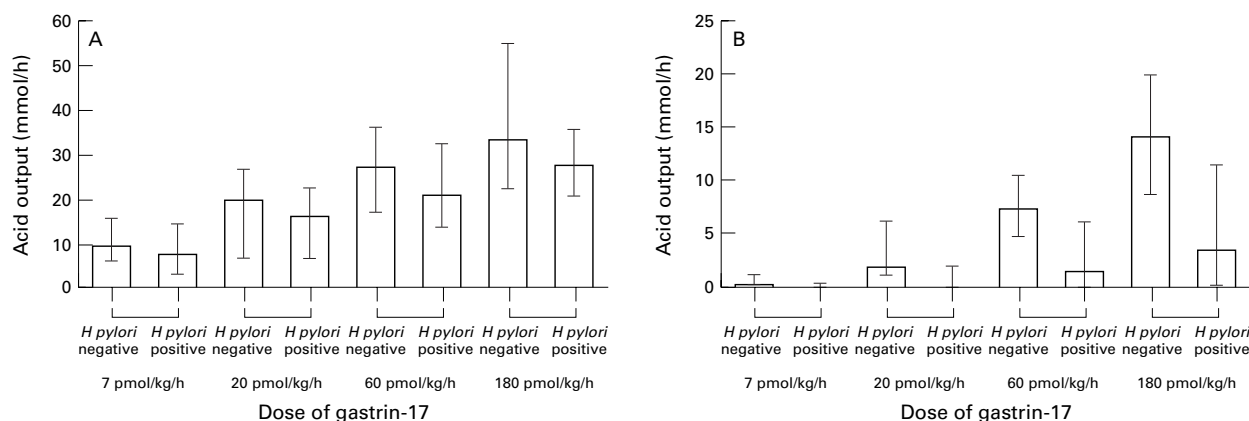 A
Acid output (mmol/h)
60
50
40
30
20
10
0
H pylori negative
H pylori positive
H pylori negative
H pylori positive
H pylori negative
H pylori positive
H pylori negative
H pylori positive
7 pmol/kg/h
20 pmol/kg/h
60 pmol/kg/h
180 pmol/kg/h
Dose of gastrin-17
B
Acid output (mmol/h)
25
20
15
10
5
0
H pylori negative
H pylori positive
H pylori negative
H pylori positive
H pylori negative
H pylori positive
H pylori negative
H pylori positive
7 pmol/kg/h
20 pmol/kg/h
60 pmol/kg/h
180 pmol/kg/h
Dose of gastrin-17